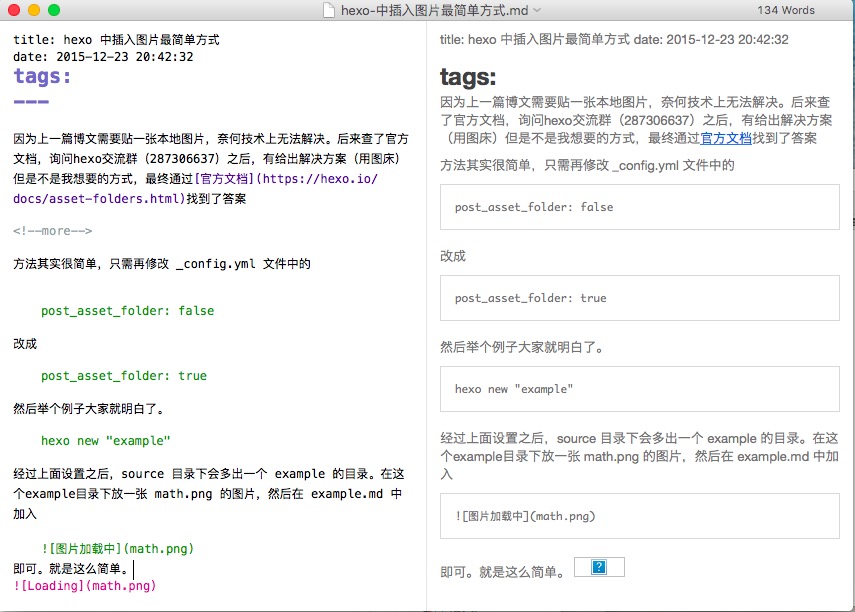 hexo-中插入图片最简单方式.md
134 Words
title: hexo 中插入图片最简单方式
date: 2015-12-23 20:42:32
tags:
---
因为上一篇博文需要贴一张本地图片，奈何技术上无法解决。后来查了官方
文档，询问hexo交流群（287306637）之后，有给出解决方案（用图床）
但是不是我想要的方式，最终通过[官方文档](https://hexo.io/
docs/asset-folders.html)找到了答案
<!--more-->
方法其实很简单，只需再修改 _config.yml 文件中的
post_asset_folder: false
改成
post_asset_folder: true
然后举个例子大家就明白了。
hexo new "example"
经过上面设置之后，source 目录下会多出一个 example 的目录。在这
个example目录下放一张 math.png 的图片，然后在 example.md 中
加入
![图片加载中](math.png)
即可。就是这么简单。
![Loading](math.png)
title: hexo 中插入图片最简单方式 date: 2015-12-23 20:42:32
tags:
因为上一篇博文需要贴一张本地图片，奈何技术上无法解决。后来查
了官方文档，询问hexo交流群（287306637）之后，有给出解决方案
（用图床）但是不是我想要的方式，最终通过官方文档找到了答案
方法其实很简单，只需再修改 _config.yml 文件中的
post_asset_folder: false
改成
post_asset_folder: true
然后举个例子大家就明白了。
hexo new "example"
经过上面设置之后，source 目录下会多出一个 example 的目录。在这
个example目录下放一张 math.png 的图片，然后在 example.md 中加
入
![图片加载中](math.png)
即可。就是这么简单。 ?